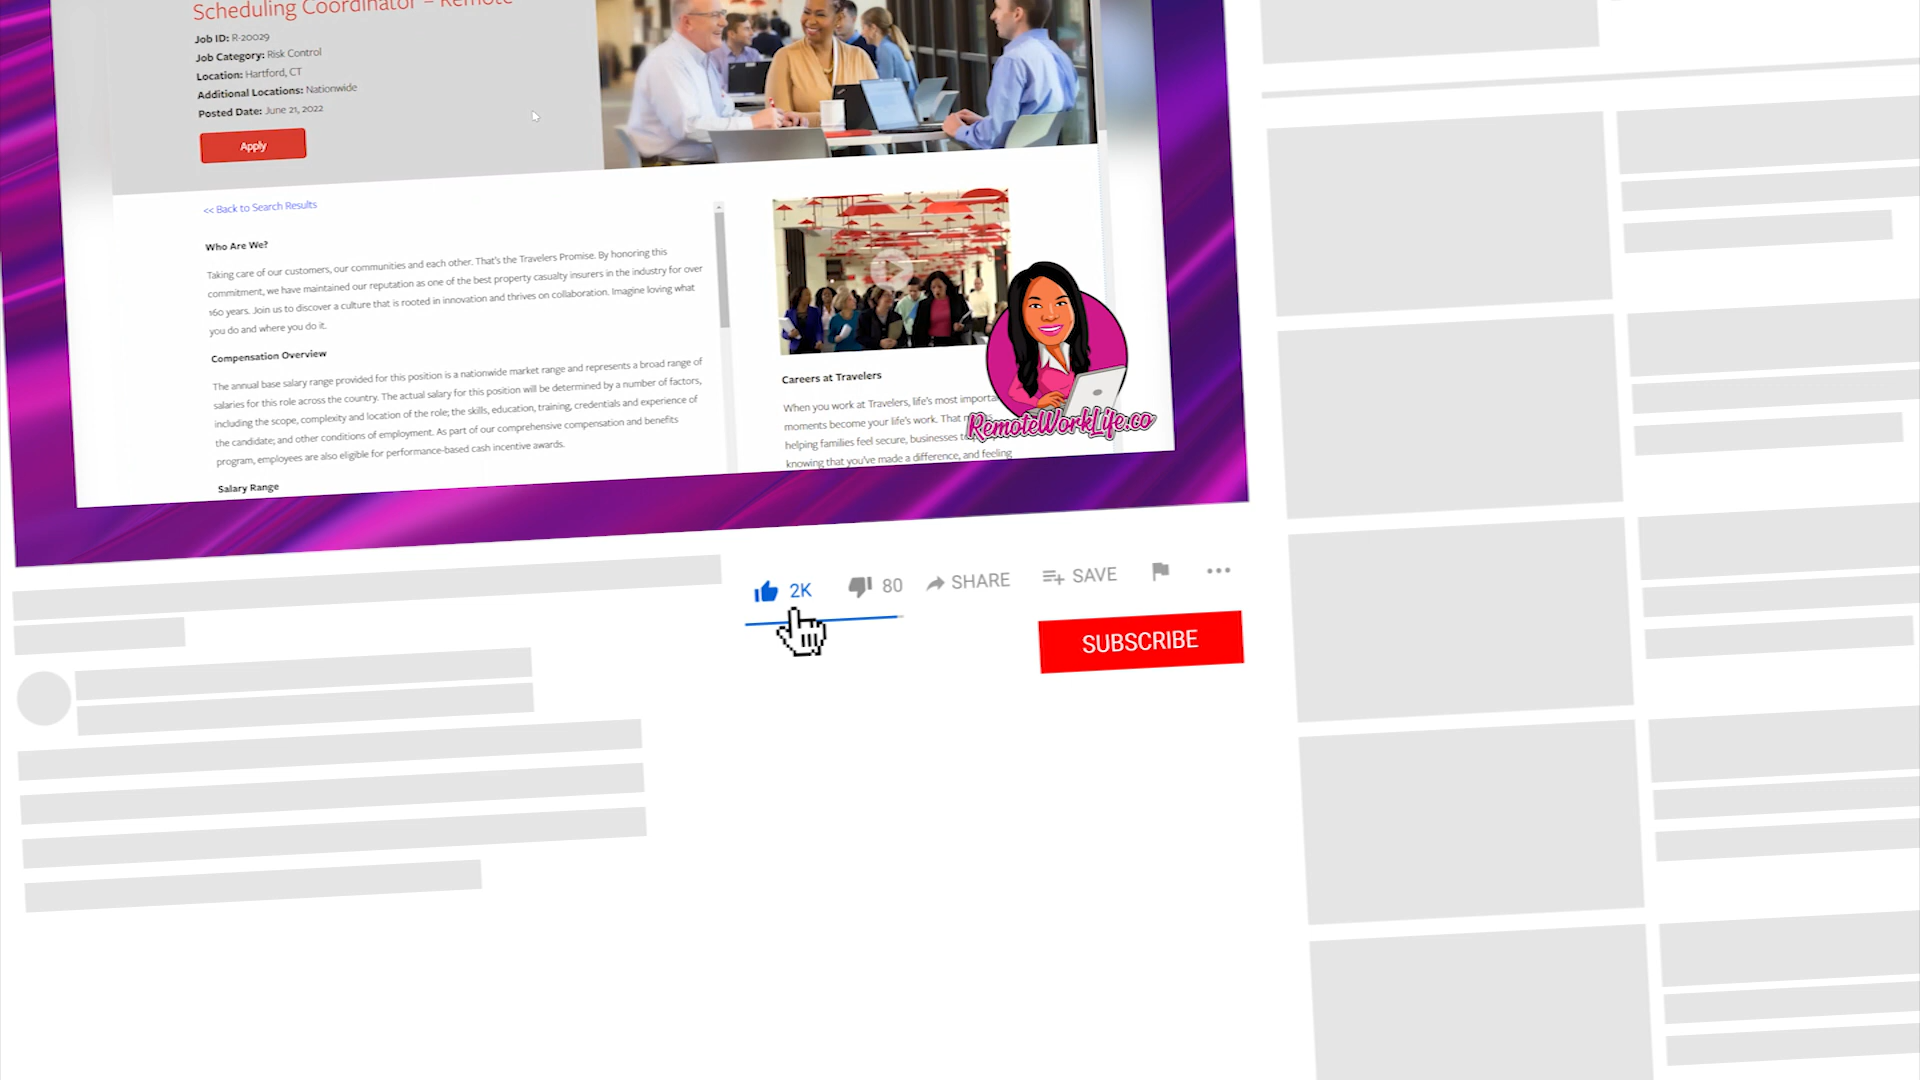 Scheduling Coordinator – Remote
Job ID: R-20029
Job Category: Risk Control
Location: Hartford, CT
Additional Locations: Nationwide
Posted Date: June 21, 2022
Apply
<< Back to Search Results
Who Are We?
Taking care of our customers, our communities and each other. That's the Travelers Promise. By honoring this
commitment, we have maintained our reputation as one of the best property casualty insurers in the industry for over
160 years. Join us to discover a culture that is rooted in innovation and thrives on collaboration. Imagine loving what
you do and where you do it.
Compensation Overview
The annual base salary range provided for this position is a nationwide market range and represents a broad range of
salaries for this role across the country. The actual salary for this position will be determined by a number of factors,
including the scope, complexity and location of the role; the skills, education, training, credentials and experience of
the candidate; and other conditions of employment. As part of our comprehensive compensation and benefits
program, employees are also eligible for performance-based cash incentive awards.
Salary Range
Careers at Travelers
When you work at Travelers, life's most importa
moments become your life's work. That
helping families feel secure, businesses
knowing that you've made a difference, and feeling
RemoteWorkLife.co
2K
80
SHARE
SAVE
SUBSCRIBE